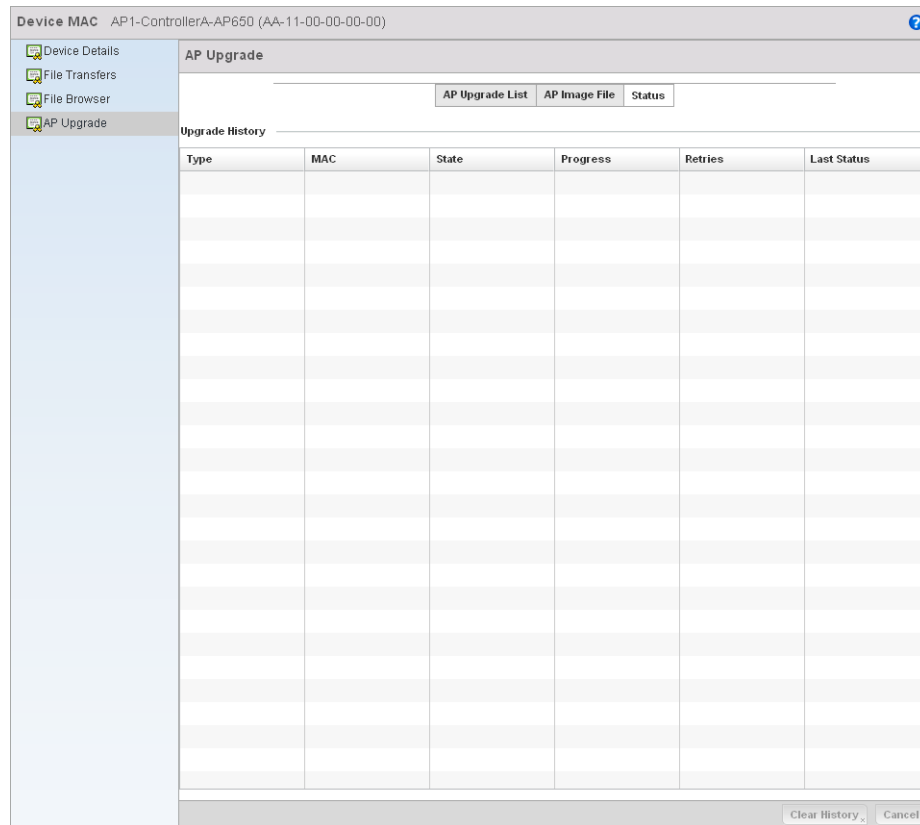 Device MAC AP1-ControllerA-AP650 (AA-11-00-00-00-00)
?
Device Details
File Transfers
File Browser
AP Upgrade
AP Upgrade
AP Upgrade List AP Image File Status
Upgrade History
Type MAC State Progress Retries Last Status
Clear History Cancel